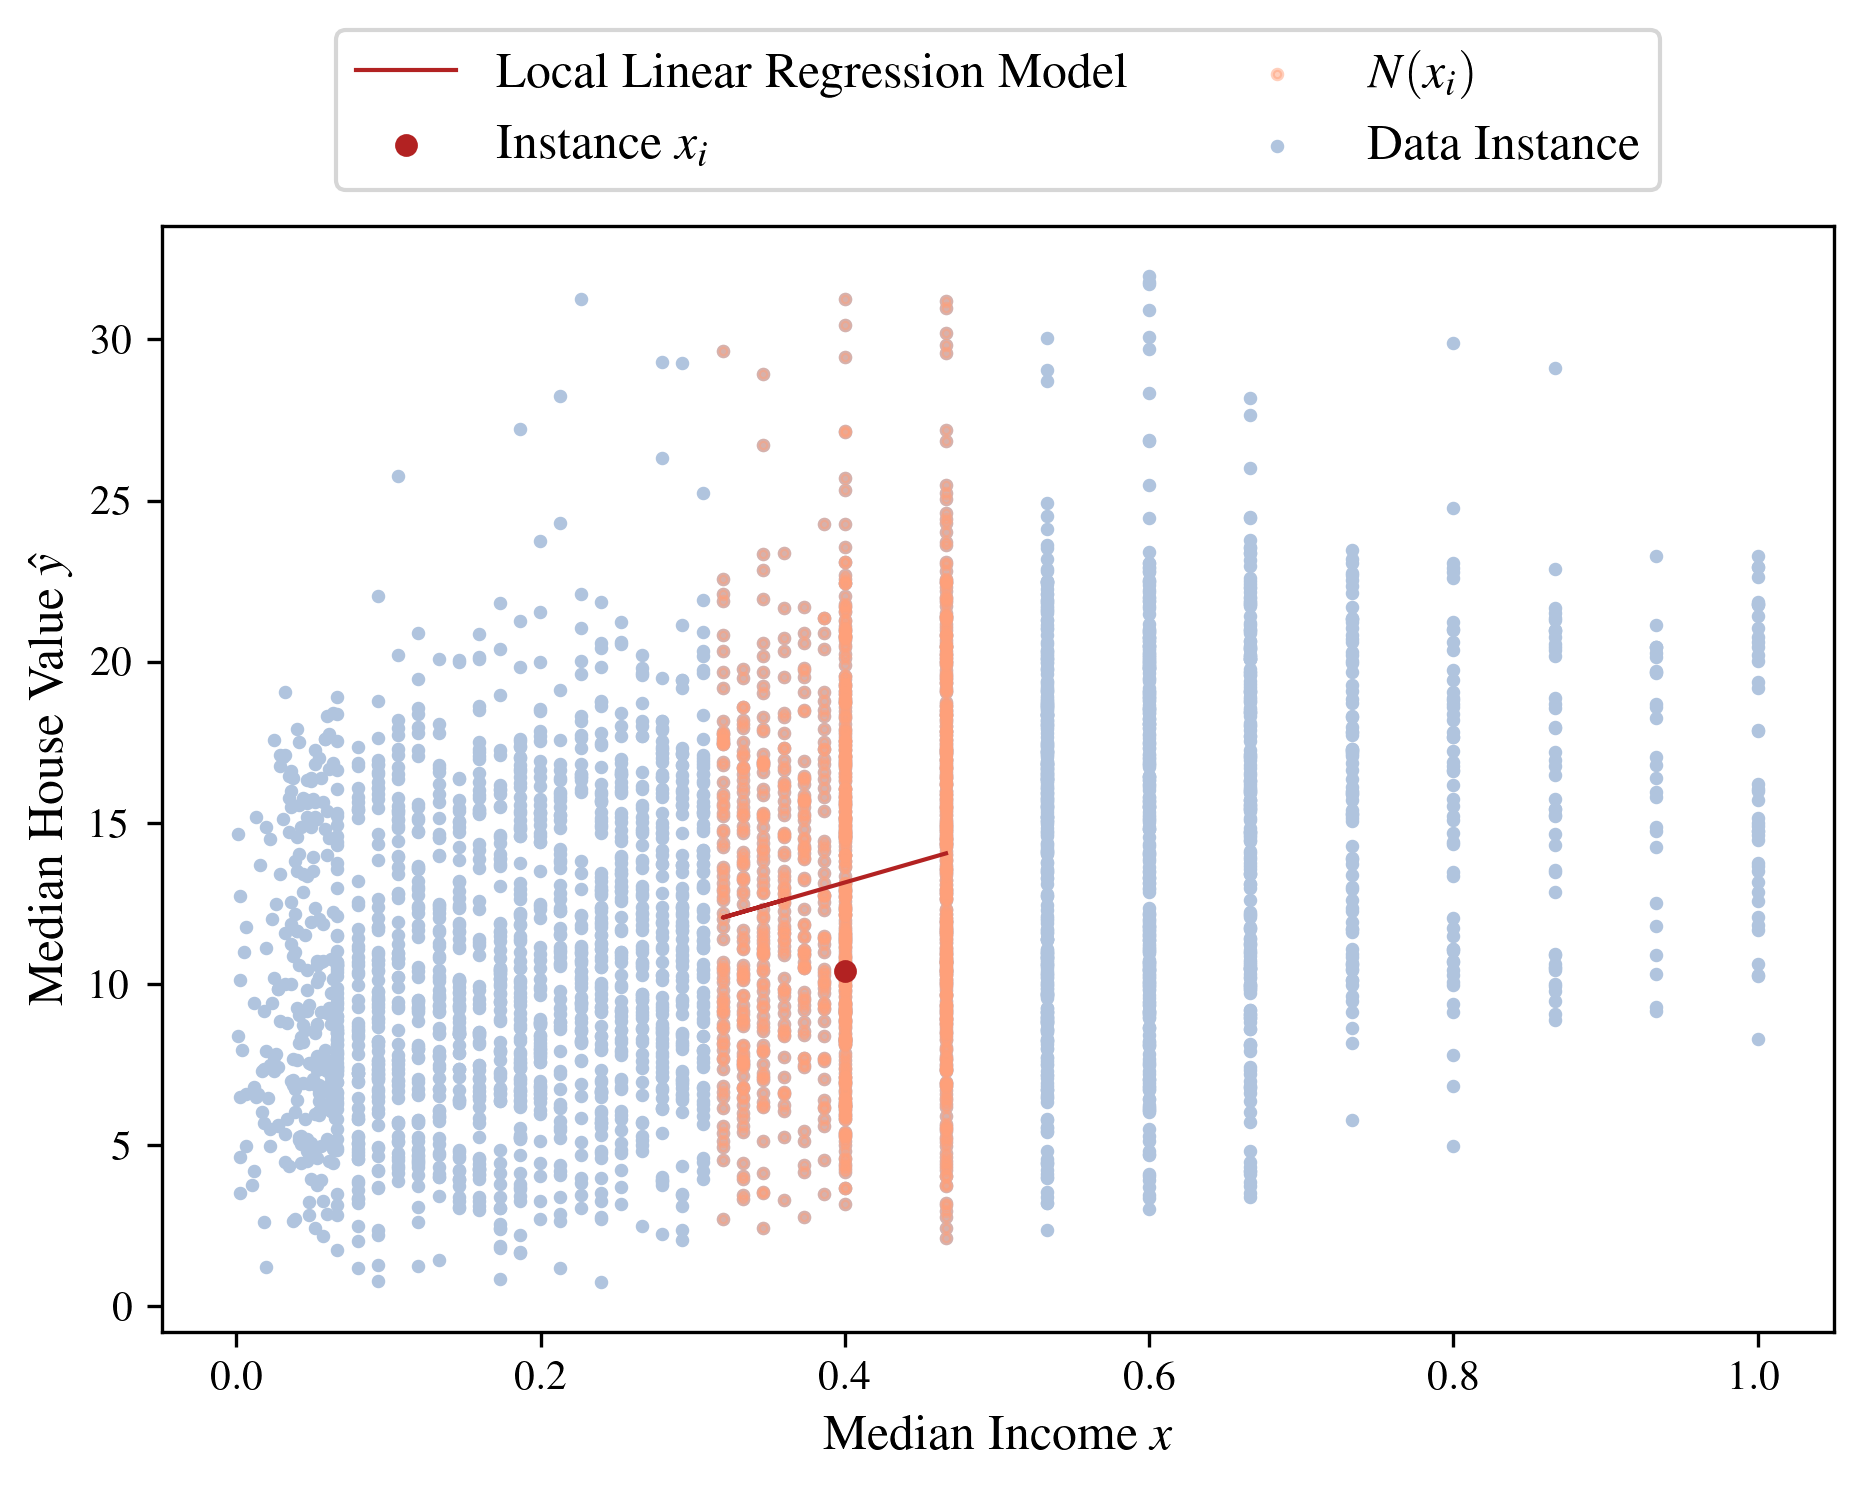 Local Linear Regression Model
Instance xᵢ
N(xᵢ)
Data Instance
Median House Value ŷ
30
25
20
15
10
5
0
0.0 0.2 0.4 0.6 0.8 1.0
Median Income x